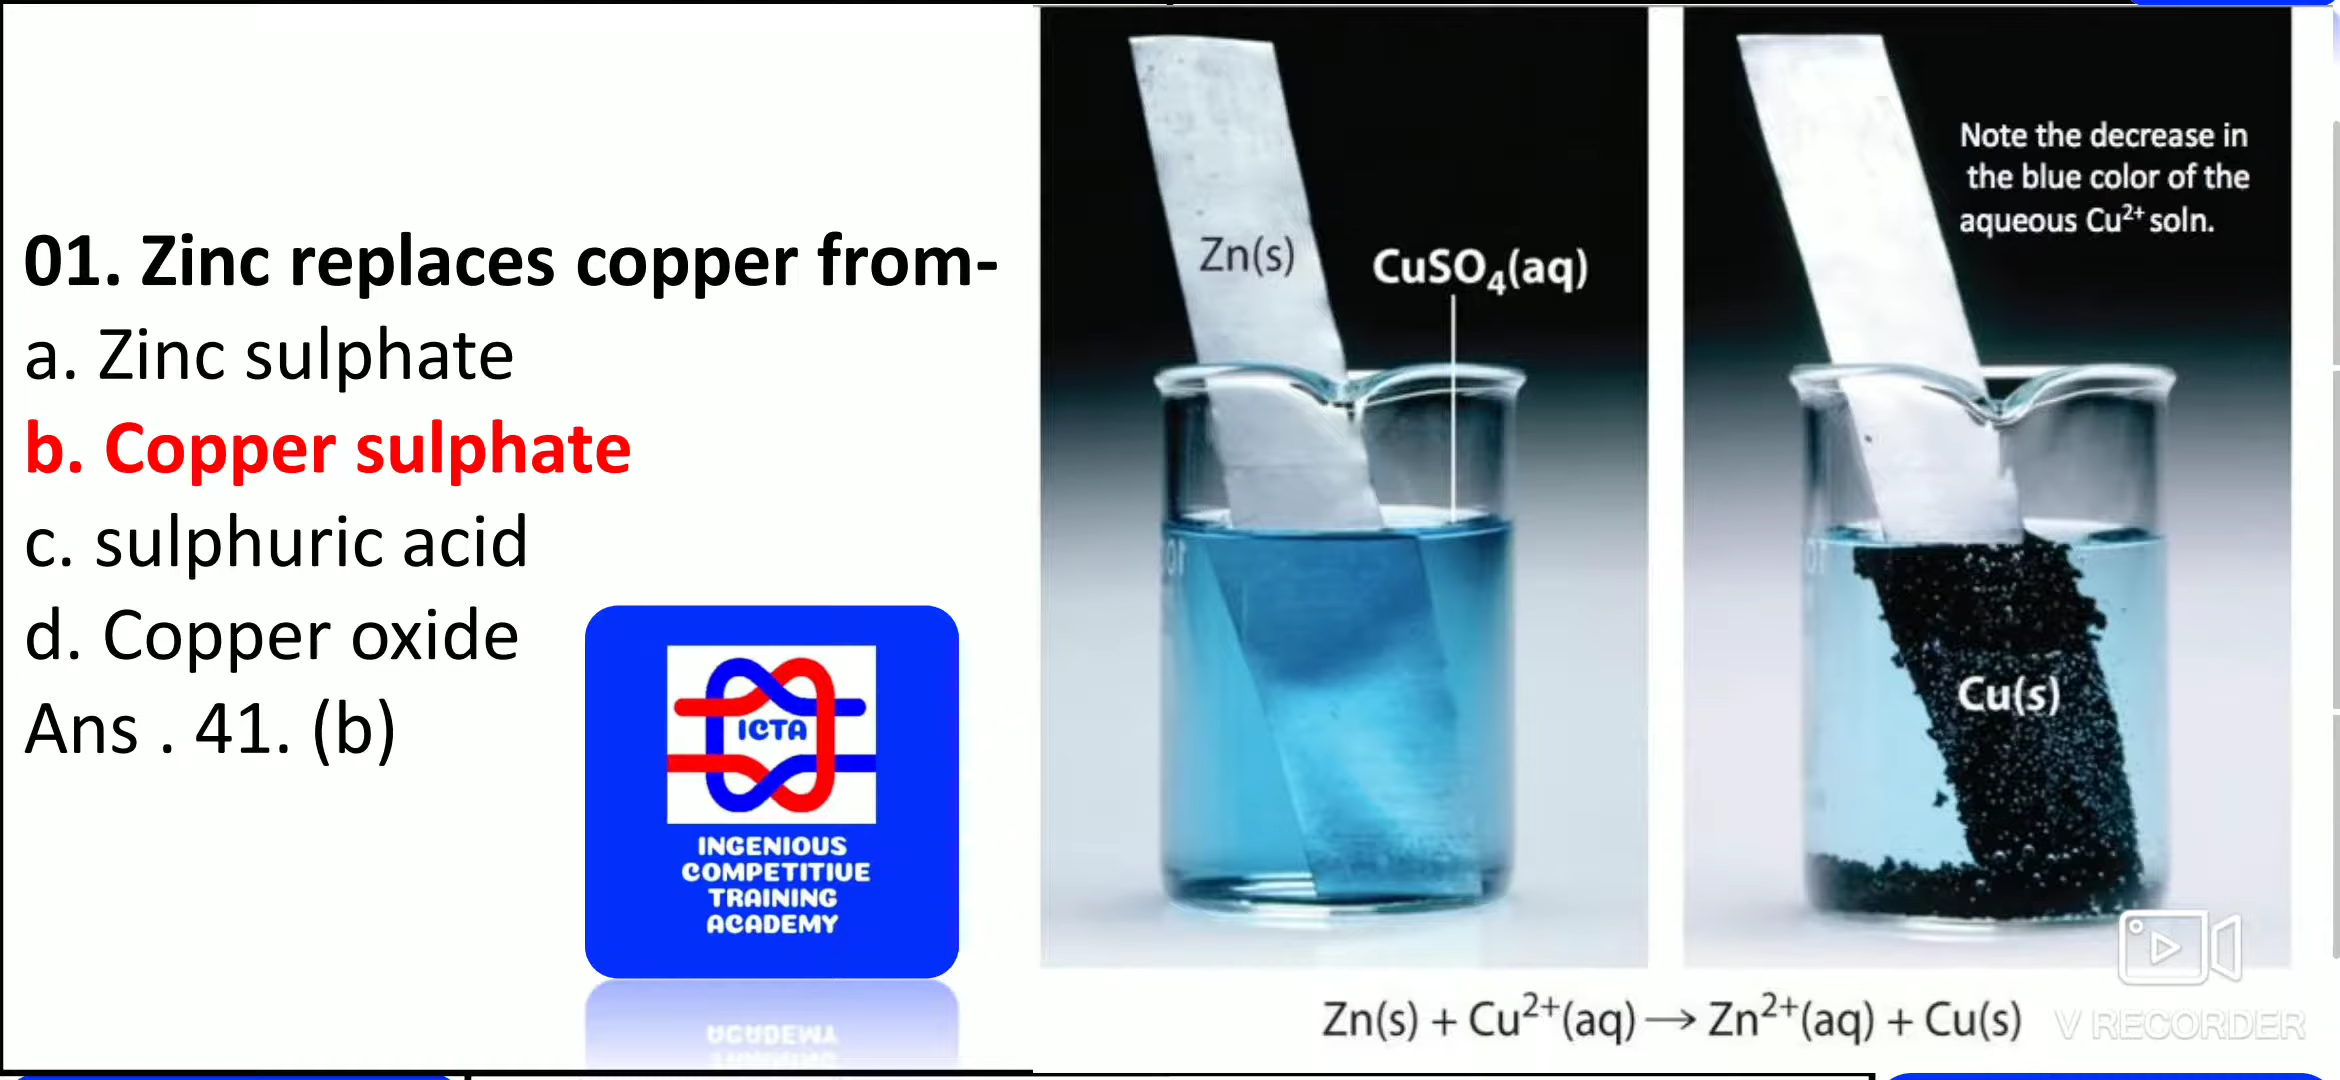 01. Zinc replaces copper from-
a. Zinc sulphate
b. Copper sulphate
c. sulphuric acid
d. Copper oxide
Ans . 41. (b)
ICTA
INGENIOUS
COMPETITIVE
TRAINING
ACADEMY
Zn(s)
CuSO₄(aq)
Note the decrease in
the blue color of the
aqueous Cu²⁺ soln.
Cu(s)
Zn(s) + Cu²⁺(aq) → Zn²⁺(aq) + Cu(s)
V RECORDER